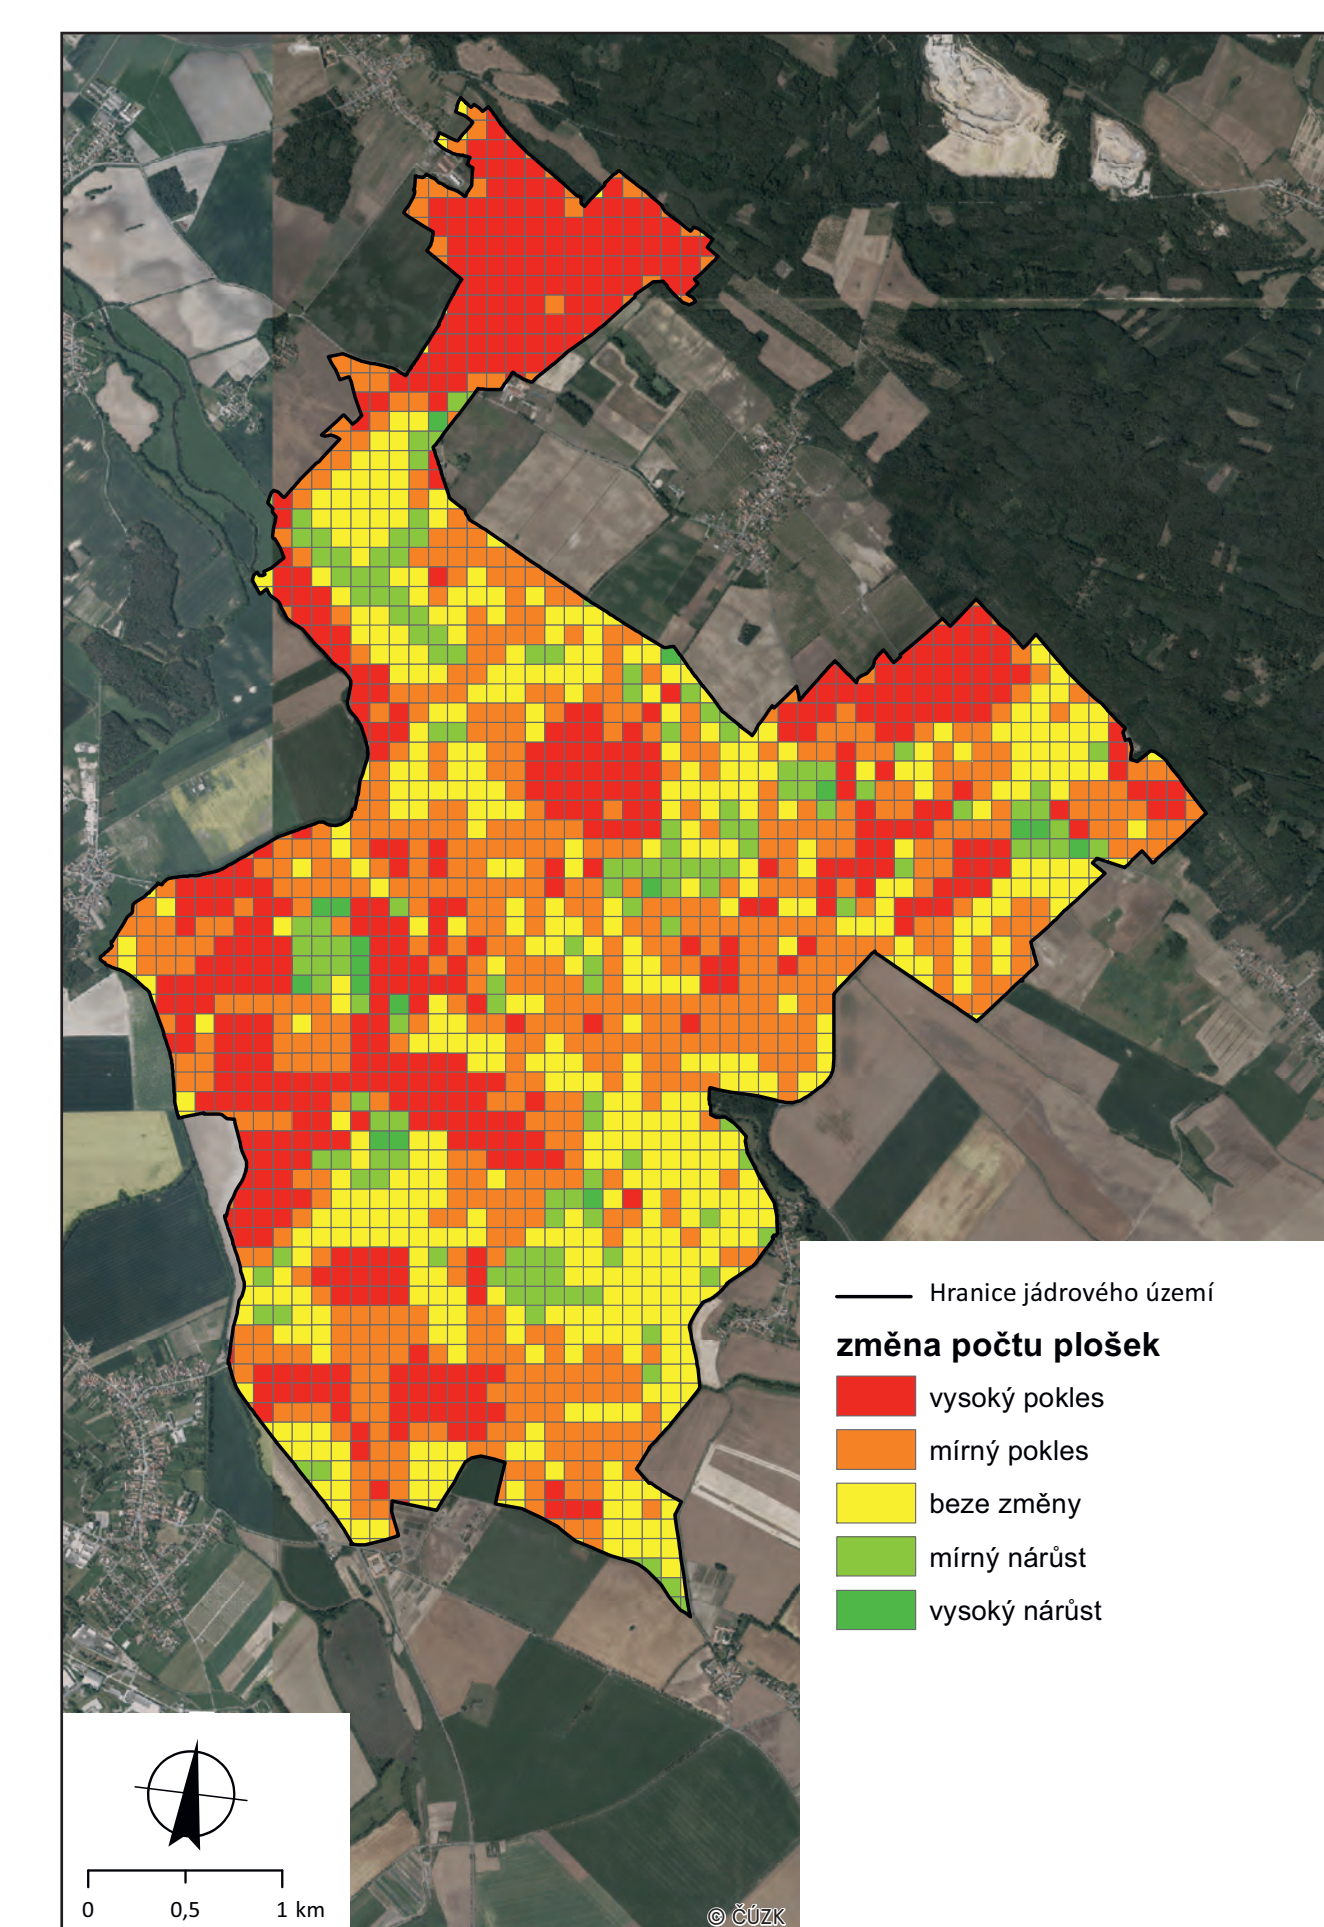 Hranice jádrového území
změna počtu plošek
vysoký pokles
mírný pokles
beze změny
mírný nárůst
vysoký nárůst
0 0,5 1 km
© ČÚZK